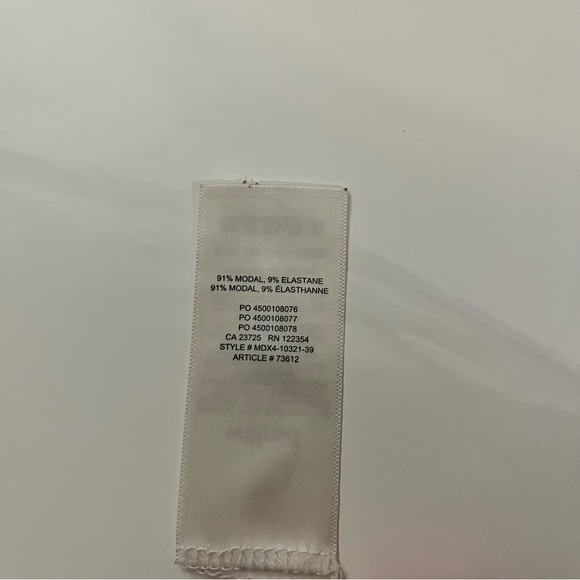 91% MODAL, 9% ELASTANE
91% MODAL, 9% ÉLASTHANNE
PO 4500108076
PO 4500108077
PO 4500108078
CA 23725 RN 122354
STYLE # MDX4-10321-39
ARTICLE # 73612